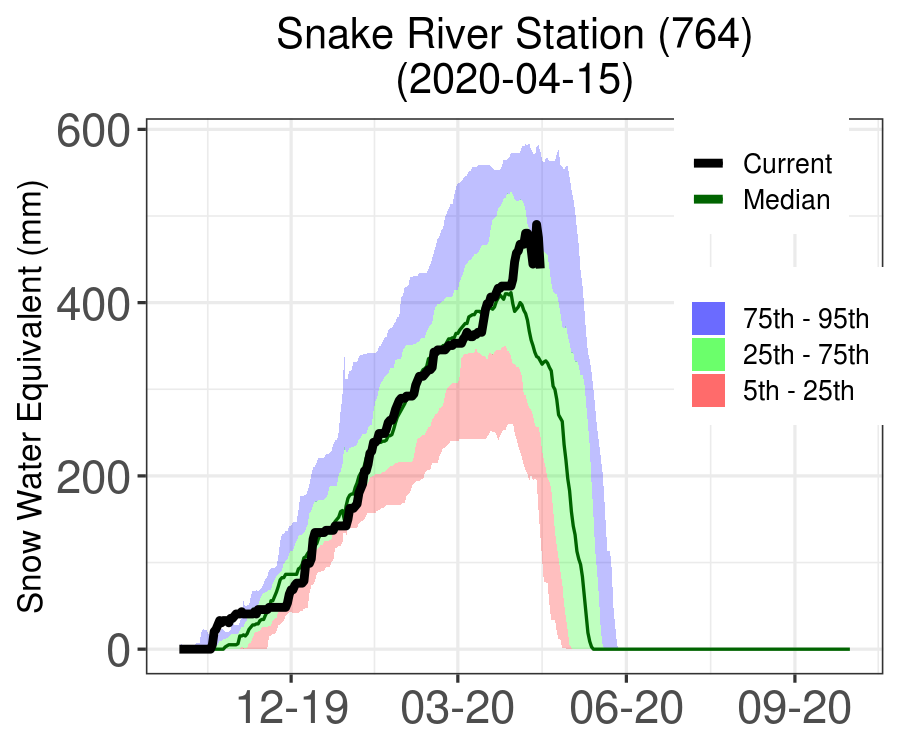 Snake River Station (764)
(2020-04-15)
Snow Water Equivalent (mm)
600
400
200
0
Current
Median
75th - 95th
25th - 75th
5th - 25th
12-19
03-20
06-20
09-20